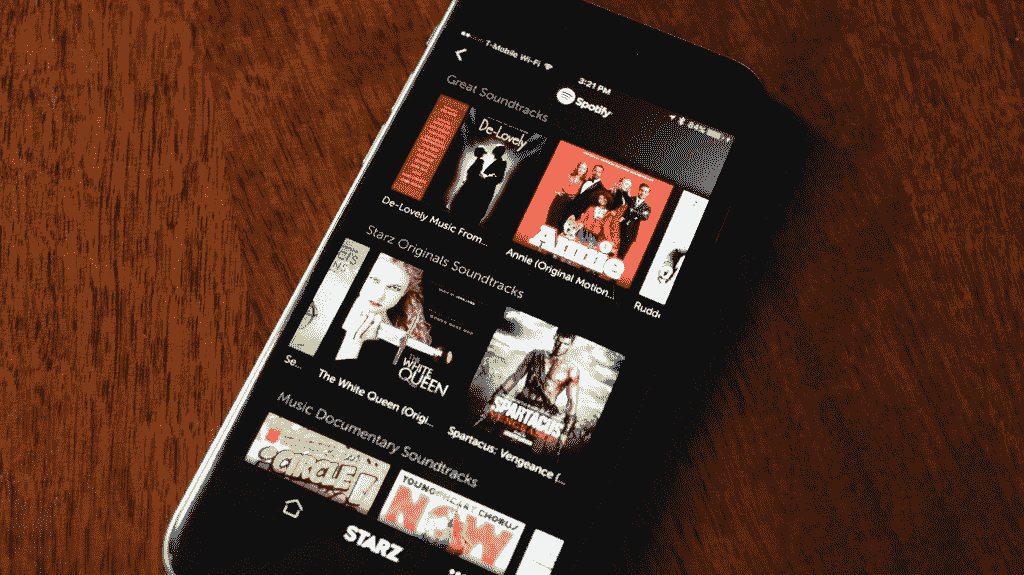 T-Mobile Wi-Fi
3:21 PM
84%
Spotify
Great Soundtracks
De-Lovely
Annie
De-Lovely Music From...
Annie (Original Motion...
Rudde
Starz Originals Soundtracks
THE
WHITE
QUEEN
SPARTACUS
Se...
The White Queen (Origi...
Spartacus: Vengeance (...
Music Documentary Soundtracks
CIRCLE
YOUNG@HEART CHORUS
NOW
STARZ